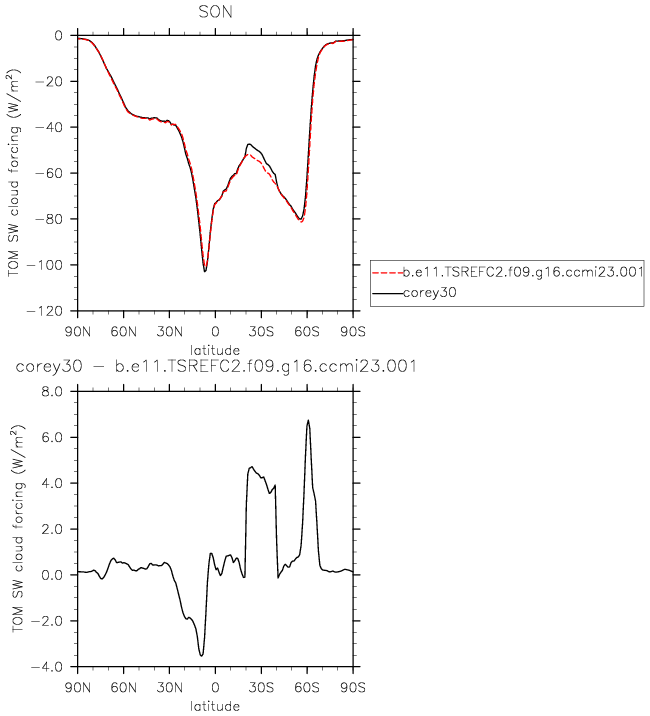 SON
TOM SW cloud forcing (W/m²)
0
−20
−40
−60
−80
−100
−120
90N 60N 30N 0 30S 60S 90S
latitude
b.e11.TSREFC2.f09.g16.ccmi23.001
corey30
corey30 − b.e11.TSREFC2.f09.g16.ccmi23.001
TOM SW cloud forcing (W/m²)
8.0
6.0
4.0
2.0
0.0
−2.0
−4.0
90N 60N 30N 0 30S 60S 90S
latitude